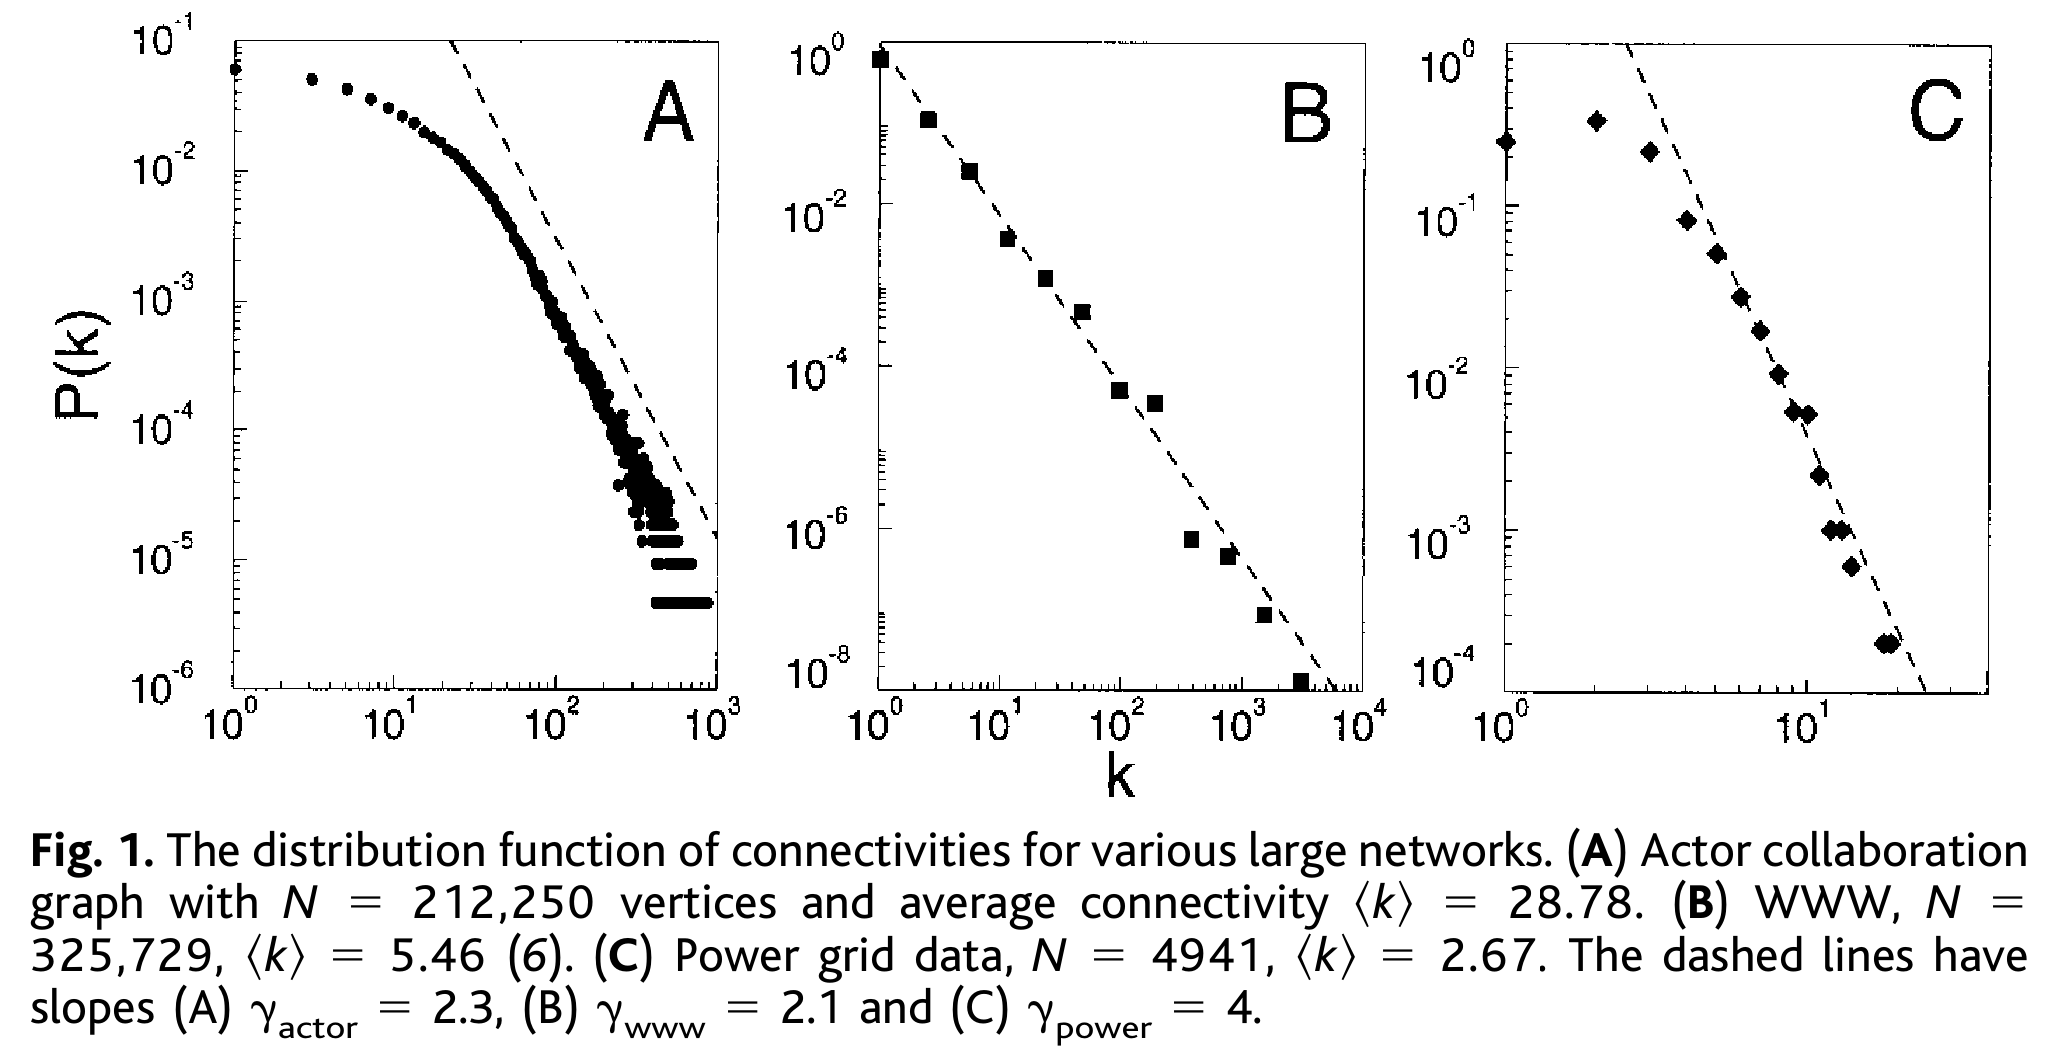 A
B
C
P(k)
10^-1
10^-2
10^-3
10^-4
10^-5
10^-6
10^0 10^1 10^2 10^3
10^0
10^-2
10^-4
10^-6
10^-8
10^0 10^1 10^2 10^3 10^4
10^0
10^-1
10^-2
10^-3
10^-4
10^0 10^1
k
Fig. 1. The distribution function of connectivities for various large networks. (A) Actor collaboration
graph with N = 212,250 vertices and average connectivity ⟨k⟩ = 28.78. (B) WWW, N =
325,729, ⟨k⟩ = 5.46 (6). (C) Power grid data, N = 4941, ⟨k⟩ = 2.67. The dashed lines have
slopes (A) γ_actor = 2.3, (B) γ_www = 2.1 and (C) γ_power = 4.